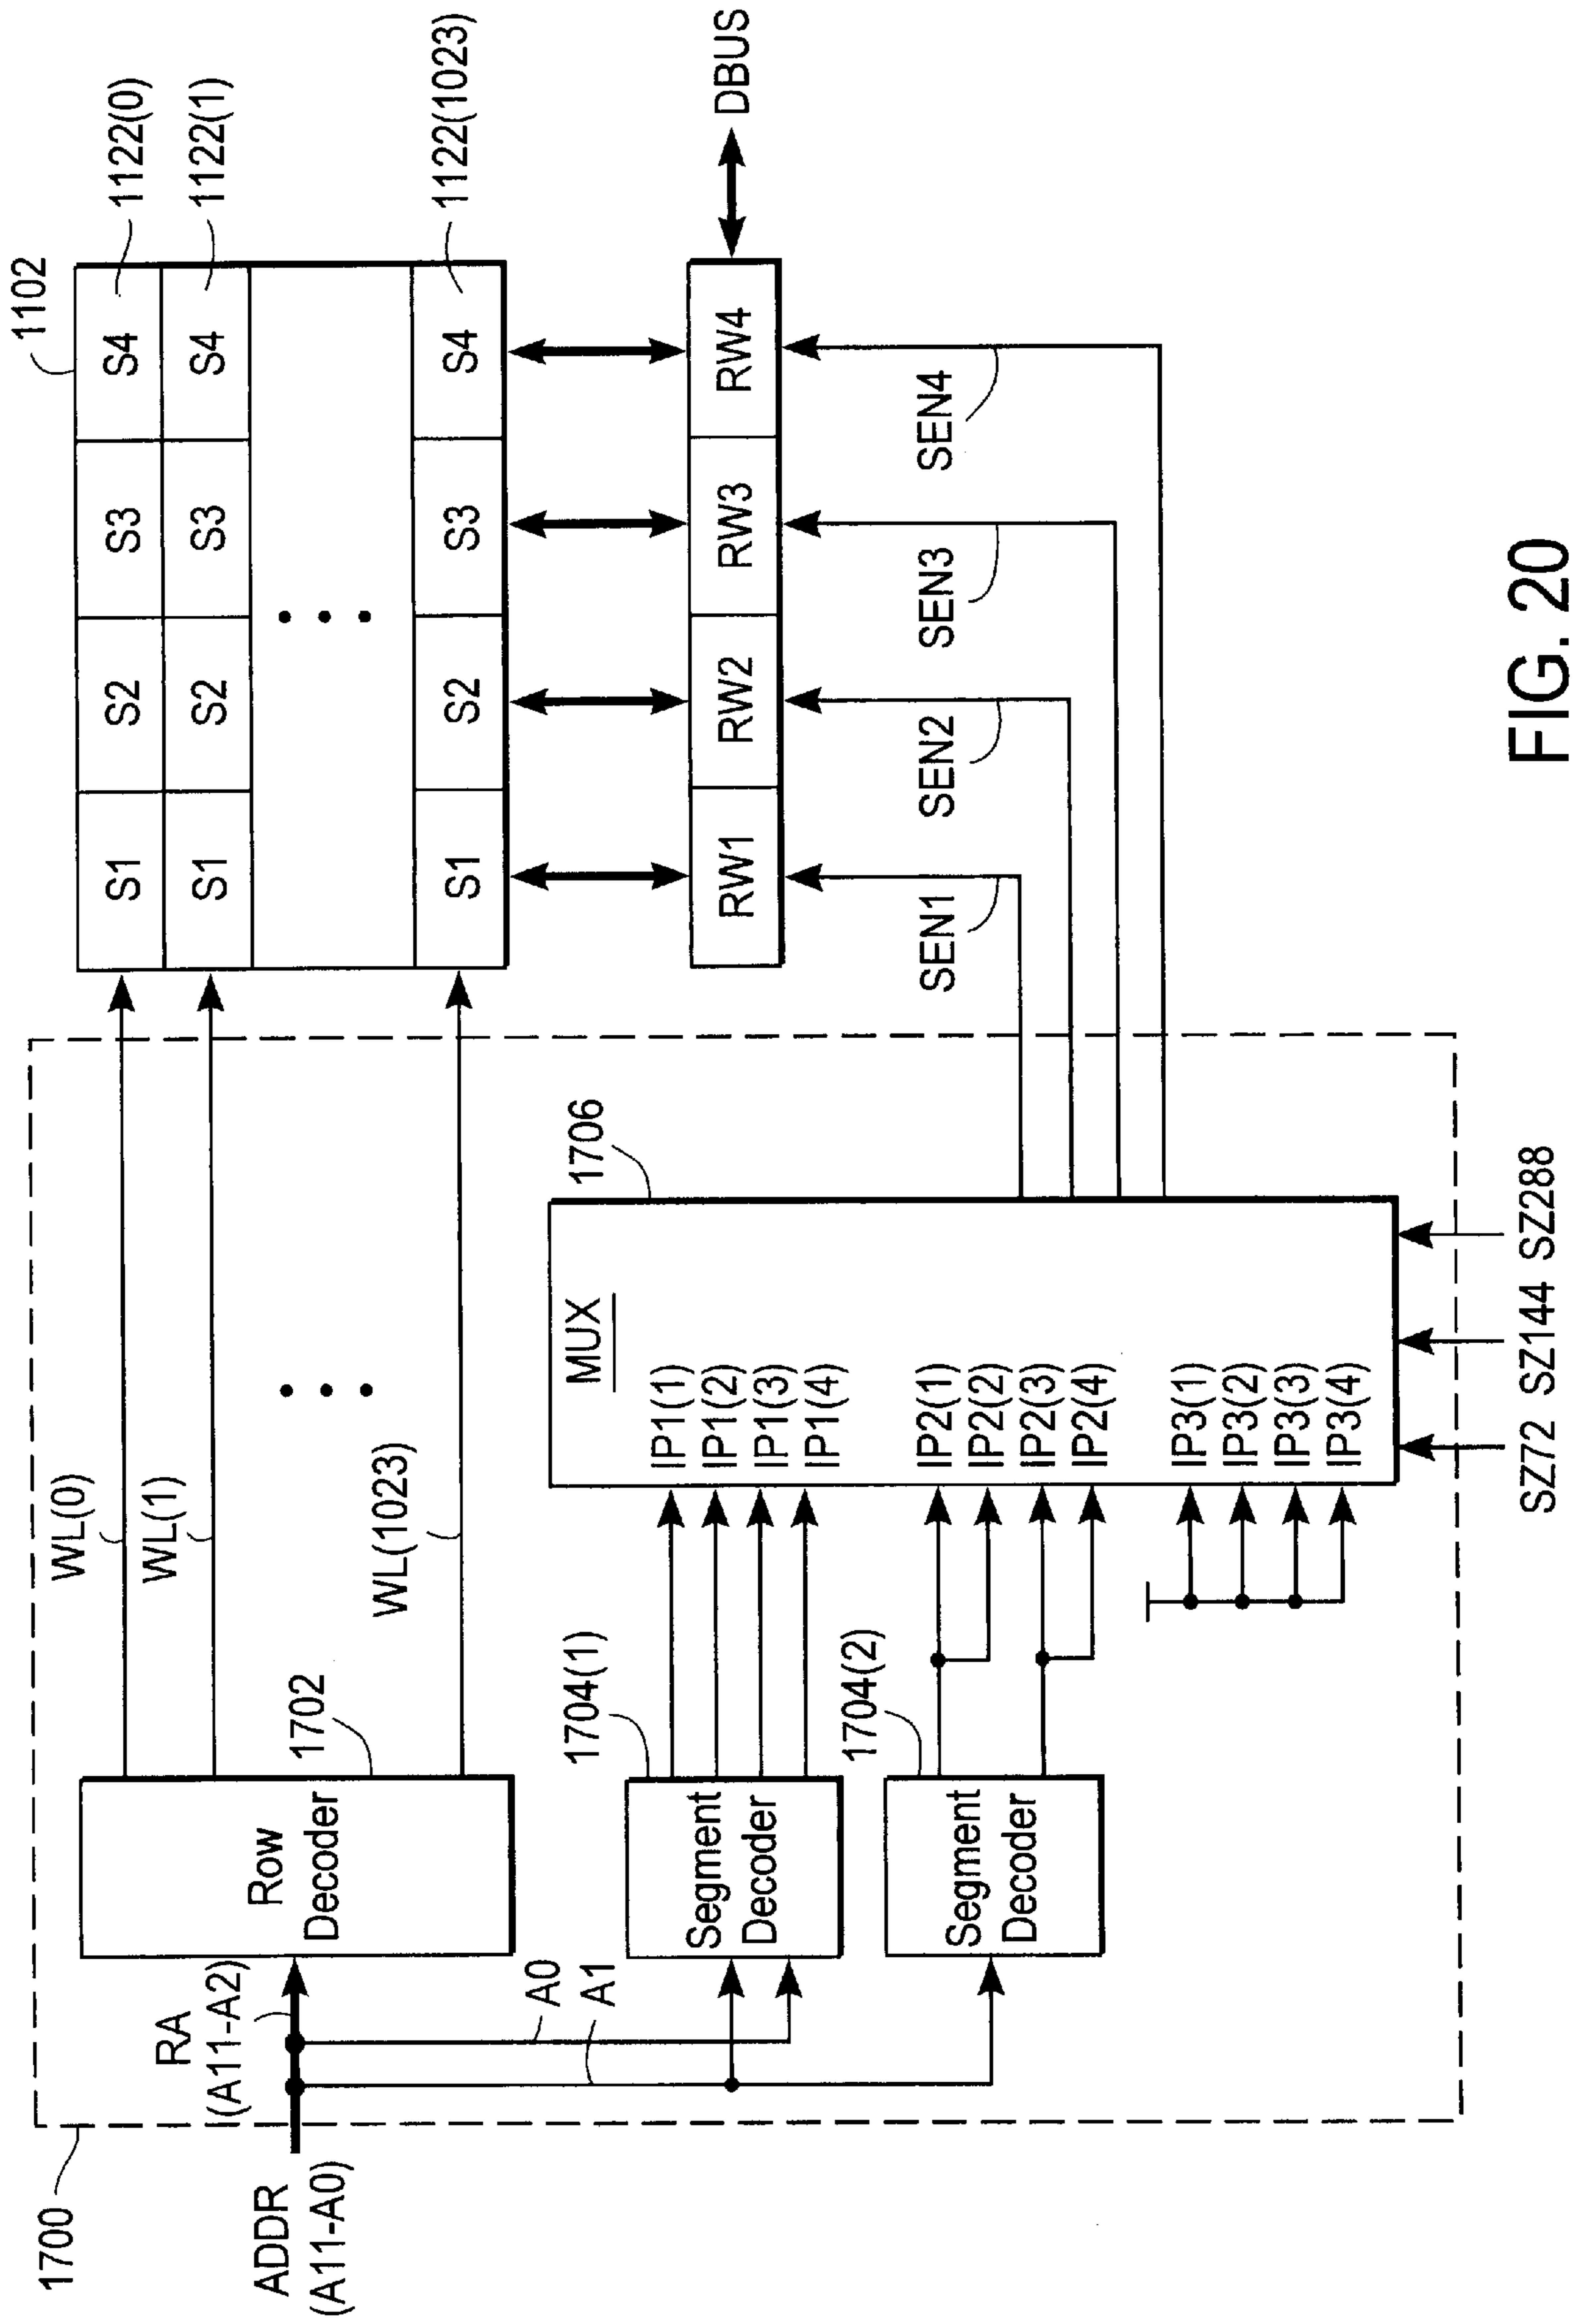 1700
ADDR
(A11-A0)
RA
(A11-A2)
A0
A1
Row
Decoder
1702
WL(0)
WL(1)
WL(1023)
1102
S1 S2 S3 S4
1122(0)
S1 S2 S3 S4
1122(1)
S1 S2 S3 S4
1122(1023)
RW1 RW2 RW3 RW4
DBUS
SEN1
SEN2
SEN3
SEN4
Segment
Decoder
1704(1)
Segment
Decoder
1704(2)
1706
MUX
IP1(1)
IP1(2)
IP1(3)
IP1(4)
IP2(1)
IP2(2)
IP2(3)
IP2(4)
IP3(1)
IP3(2)
IP3(3)
IP3(4)
SZ72 SZ144 SZ288
FIG. 20